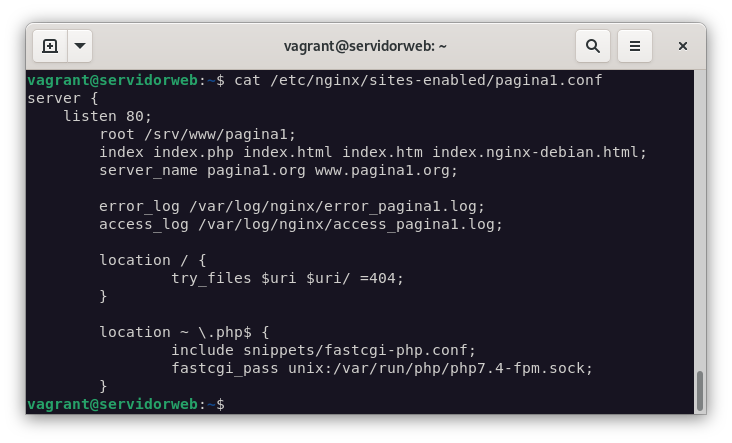 vagrant@servidorweb: ~
vagrant@servidorweb:~$ cat /etc/nginx/sites-enabled/pagina1.conf
server {
    listen 80;
        root /srv/www/pagina1;
        index index.php index.html index.htm index.nginx-debian.html;
        server_name pagina1.org www.pagina1.org;

        error_log /var/log/nginx/error_pagina1.log;
        access_log /var/log/nginx/access_pagina1.log;

        location / {
                try_files $uri $uri/ =404;
        }

        location ~ \.php$ {
                include snippets/fastcgi-php.conf;
                fastcgi_pass unix:/var/run/php/php7.4-fpm.sock;
        }
vagrant@servidorweb:~$